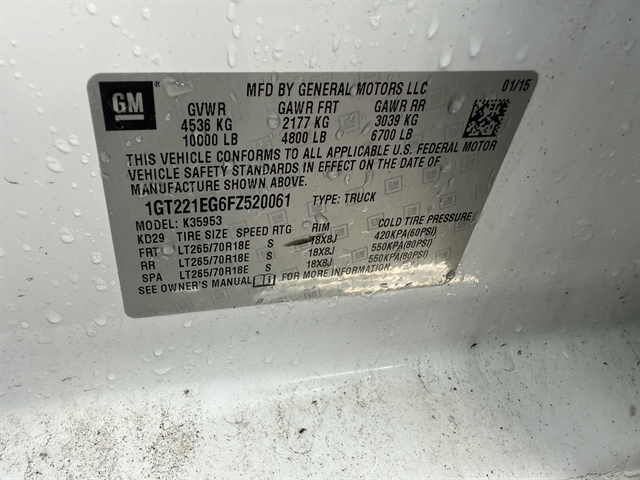 GM
MFD BY GENERAL MOTORS LLC 01/15
GVWR GAWR FRT GAWR RR
4536 KG 2177 KG 3039 KG
10000 LB 4800 LB 6700 LB
THIS VEHICLE CONFORMS TO ALL APPLICABLE U.S. FEDERAL MOTOR
VEHICLE SAFETY STANDARDS IN EFFECT ON THE DATE OF
MANUFACTURE SHOWN ABOVE.
1GT221EG6FZ520061 TYPE: TRUCK
MODEL: K35953
KD29 TIRE SIZE SPEED RTG RIM COLD TIRE PRESSURE
FRT LT265/70R18E S 18X8J 420KPA(60PSI)
RR LT265/70R18E S 18X8J 550KPA(80PSI)
SPA LT265/70R18E S 18X8J 550KPA(80PSI)
SEE OWNER'S MANUAL FOR MORE INFORMATION.